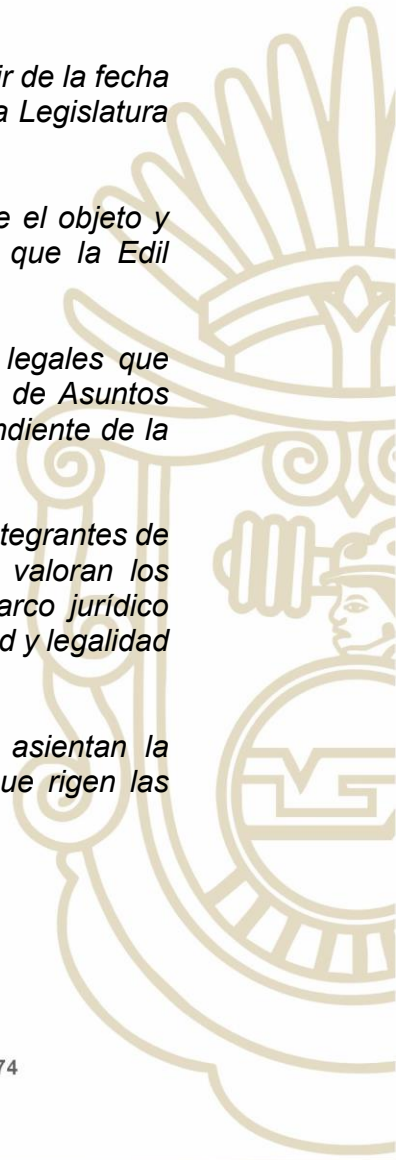 ir de la fecha
a Legislatura
e el objeto y
que la Edil
legales que
de Asuntos
ndiente de la
ntegrantes de
valoran los
arco jurídico
d y legalidad
asientan la
ue rigen las
74